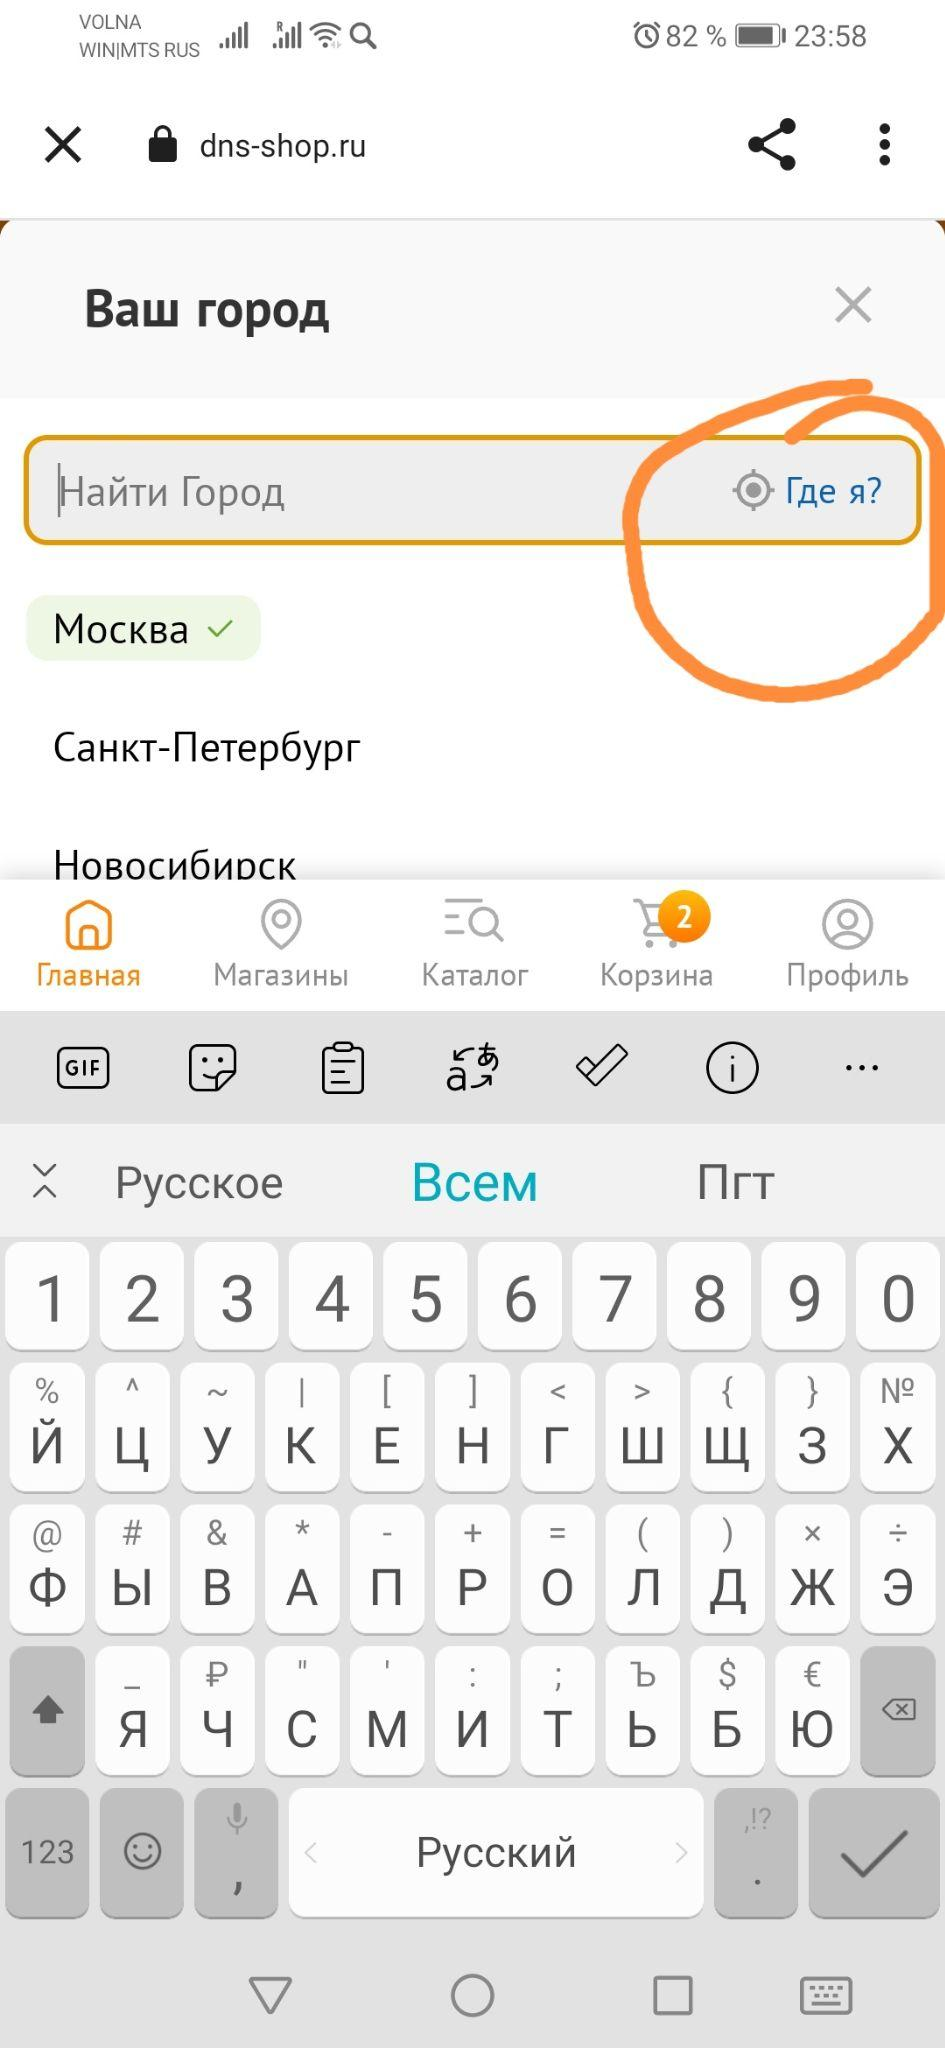 VOLNA
WIN|MTS RUS
82 %
23:58
dns-shop.ru
Ваш город
Найти Город
Где я?
Москва
Санкт-Петербург
Новосибирск
2
Главная
Магазины
Каталог
Корзина
Профиль
GIF
Русское
Всем
Пгт
1 2 3 4 5 6 7 8 9 0
% ^ ~ | [ ] < > { } №
Й Ц У К Е Н Г Ш Щ З Х
@ # & * - + = ( ) × ÷
Ф Ы В А П Р О Л Д Ж Э
_ ₽ " ' : ; Ъ $ €
Я Ч С М И Т Ь Б Ю
,!?
123 , Русский .